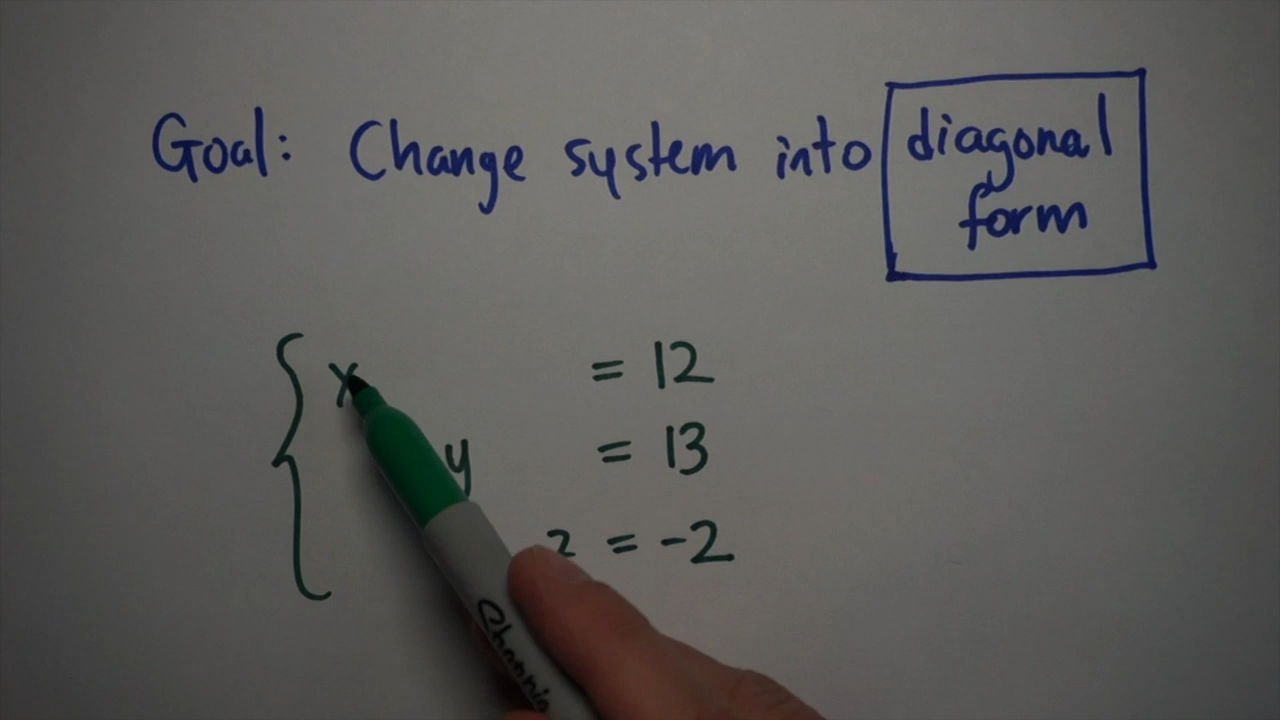 Goal: Change system into diagonal
form
x = 12
y = 13
z = -2